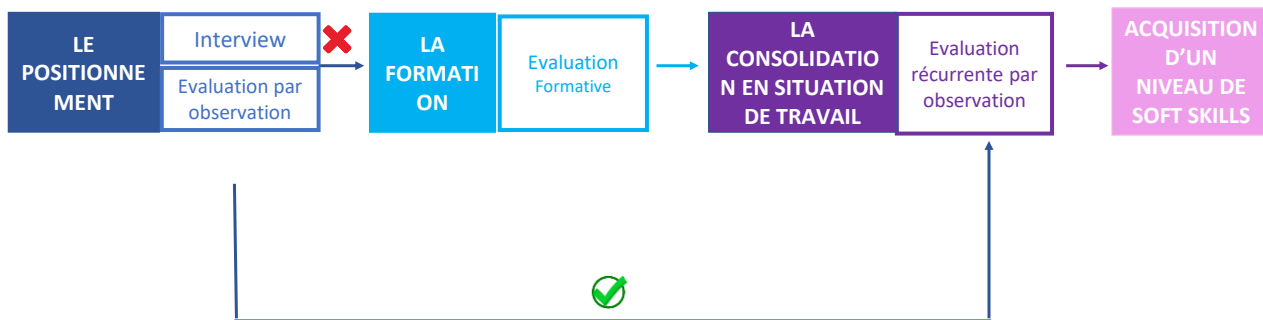 LE
POSITIONNE
MENT
Interview
Evaluation par
observation
LA
FORMATI
ON
Evaluation
Formative
LA
CONSOLIDATIO
N EN SITUATION
DE TRAVAIL
Evaluation
récurrente par
observation
ACQUISITION
D’UN
NIVEAU DE
SOFT SKILLS